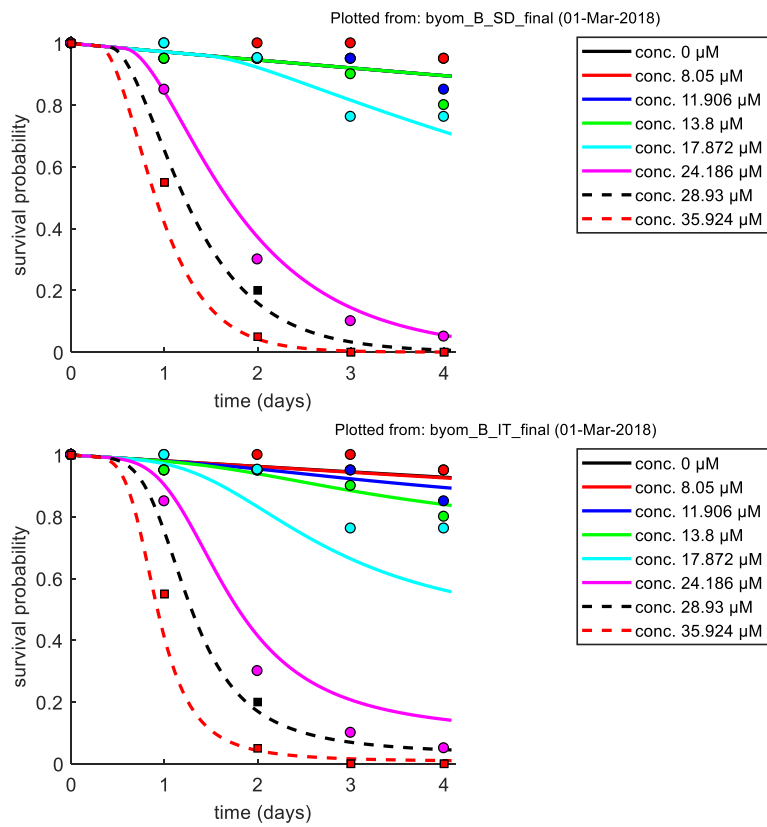 Plotted from: byom_B_SD_final (01-Mar-2018)
1
0.8
0.6
0.4
0.2
0
survival probability
0 1 2 3 4
time (days)
conc. 0 µM
conc. 8.05 µM
conc. 11.906 µM
conc. 13.8 µM
conc. 17.872 µM
conc. 24.186 µM
conc. 28.93 µM
conc. 35.924 µM
Plotted from: byom_B_IT_final (01-Mar-2018)
1
0.8
0.6
0.4
0.2
0
survival probability
0 1 2 3 4
time (days)
conc. 0 µM
conc. 8.05 µM
conc. 11.906 µM
conc. 13.8 µM
conc. 17.872 µM
conc. 24.186 µM
conc. 28.93 µM
conc. 35.924 µM